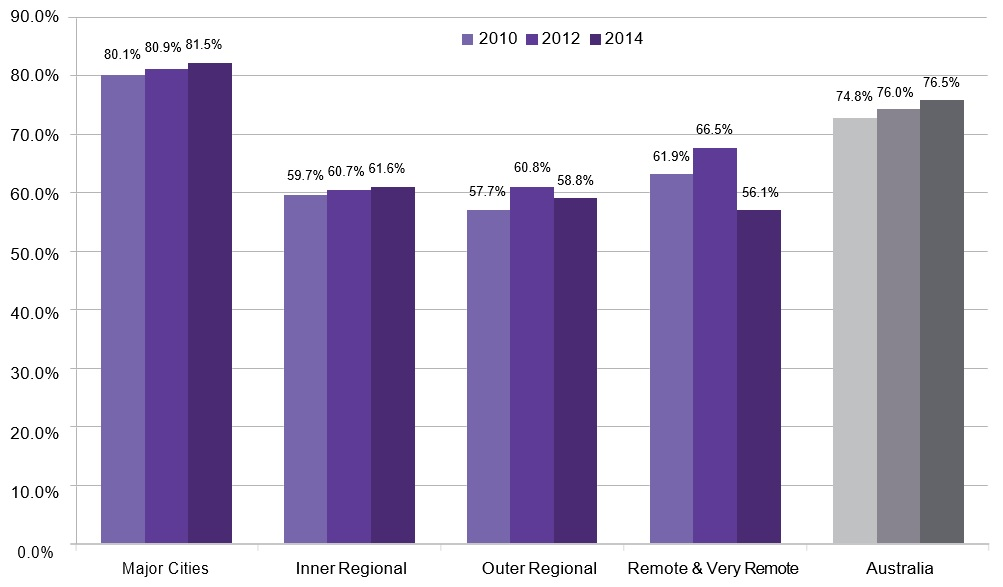 90.0%
80.0%
70.0%
60.0%
50.0%
40.0%
30.0%
20.0%
10.0%
0.0%
2010 2012 2014
80.1% 80.9% 81.5%
59.7% 60.7% 61.6%
57.7% 60.8% 58.8%
61.9% 66.5% 56.1%
74.8% 76.0% 76.5%
Major Cities Inner Regional Outer Regional Remote & Very Remote Australia